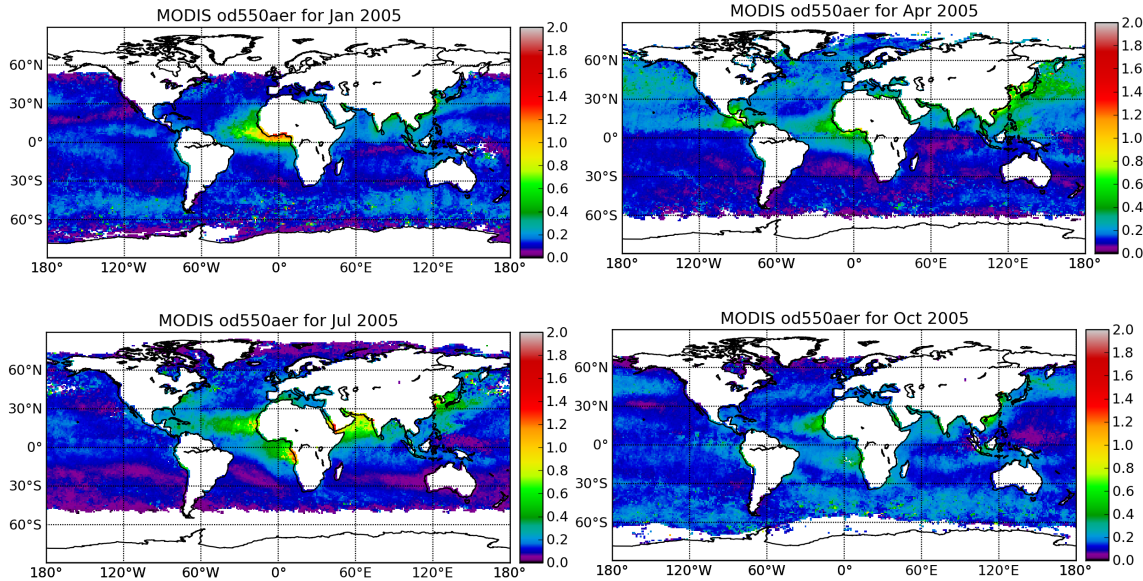 MODIS od550aer for Jan 2005
60°N
30°N
0°
30°S
60°S
180°
120°W
60°W
0°
60°E
120°E
180°
2.0
1.8
1.6
1.4
1.2
1.0
0.8
0.6
0.4
0.2
0.0
MODIS od550aer for Apr 2005
60°N
30°N
0°
30°S
60°S
180°
120°W
60°W
0°
60°E
120°E
180°
2.0
1.8
1.6
1.4
1.2
1.0
0.8
0.6
0.4
0.2
0.0
MODIS od550aer for Jul 2005
60°N
30°N
0°
30°S
60°S
180°
120°W
60°W
0°
60°E
120°E
180°
2.0
1.8
1.6
1.4
1.2
1.0
0.8
0.6
0.4
0.2
0.0
MODIS od550aer for Oct 2005
60°N
30°N
0°
30°S
60°S
180°
120°W
60°W
0°
60°E
120°E
180°
2.0
1.8
1.6
1.4
1.2
1.0
0.8
0.6
0.4
0.2
0.0